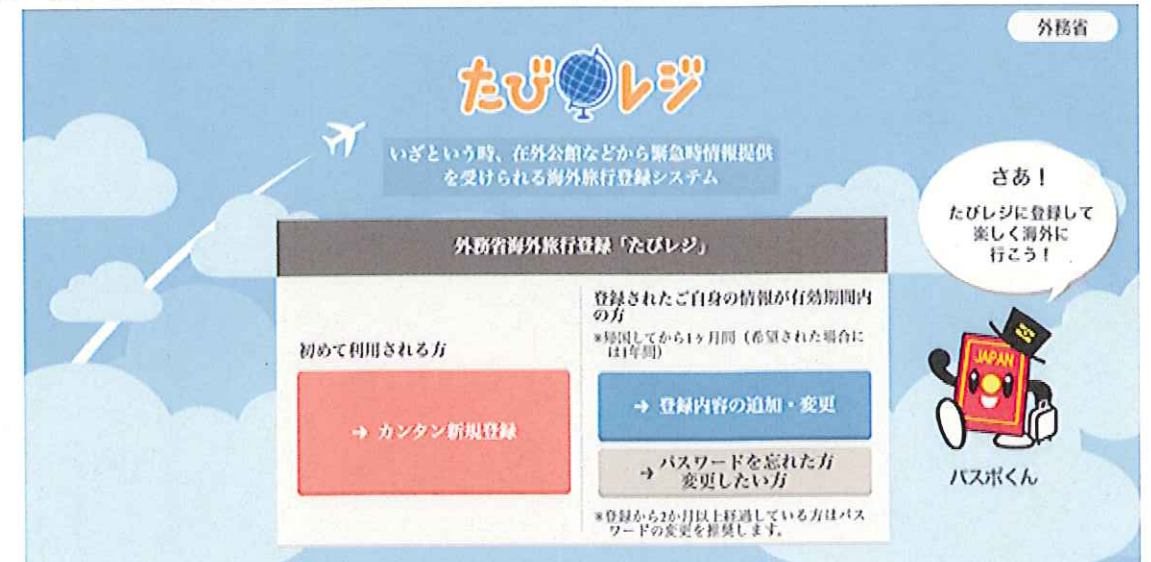 外務省
たびレジ
いざという時、在外公館などから緊急時情報提供
を受けられる海外旅行登録システム
さあ！
たびレジに登録して
楽しく海外に
行こう！
外務省海外旅行登録「たびレジ」
初めて利用される方
→ カンタン新規登録
登録されたご自身の情報が有効期間内
の方
※帰国してから1ヶ月間（希望された場合に
は1年間）
→ 登録内容の追加・変更
→ パスワードを忘れた方
変更したい方
※登録から2か月以上経過している方はパス
ワードの変更を推奨します。
JAPAN
パスポくん